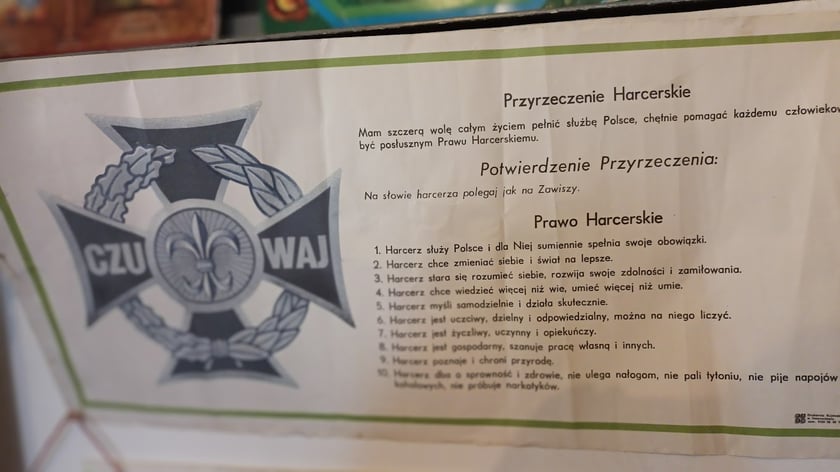 CZU WAJ
Przyrzeczenie Harcerskie
Mam szczerą wolę całym życiem pełnić służbę Polsce, chętnie pomagać każdemu człowiekow
być posłusznym Prawu Harcerskiemu.
Potwierdzenie Przyrzeczenia:
Na słowie harcerza polegaj jak na Zawiszy.
Prawo Harcerskie
1. Harcerz służy Polsce i dla Niej sumiennie spełnia swoje obowiązki.
2. Harcerz chce zmieniać siebie i świat na lepsze.
3. Harcerz stara się rozumieć siebie, rozwija swoje zdolności i zamiłowania.
4. Harcerz chce wiedzieć więcej niż wie, umieć więcej niż umie.
5. Harcerz myśli samodzielnie i działa skutecznie.
6. Harcerz jest uczciwy, dzielny i odpowiedzialny, można na niego liczyć.
7. Harcerz jest życzliwy, uczynny i opiekuńczy.
8. Harcerz jest gospodarny, szanuje pracę własną i innych.
9. Harcerz poznaje i chroni przyrodę.
10. Harcerz dba o sprawność i zdrowie, nie ulega nałogom, nie pali tytoniu, nie pije napojów
koholowych, nie próbuje narkotyków.